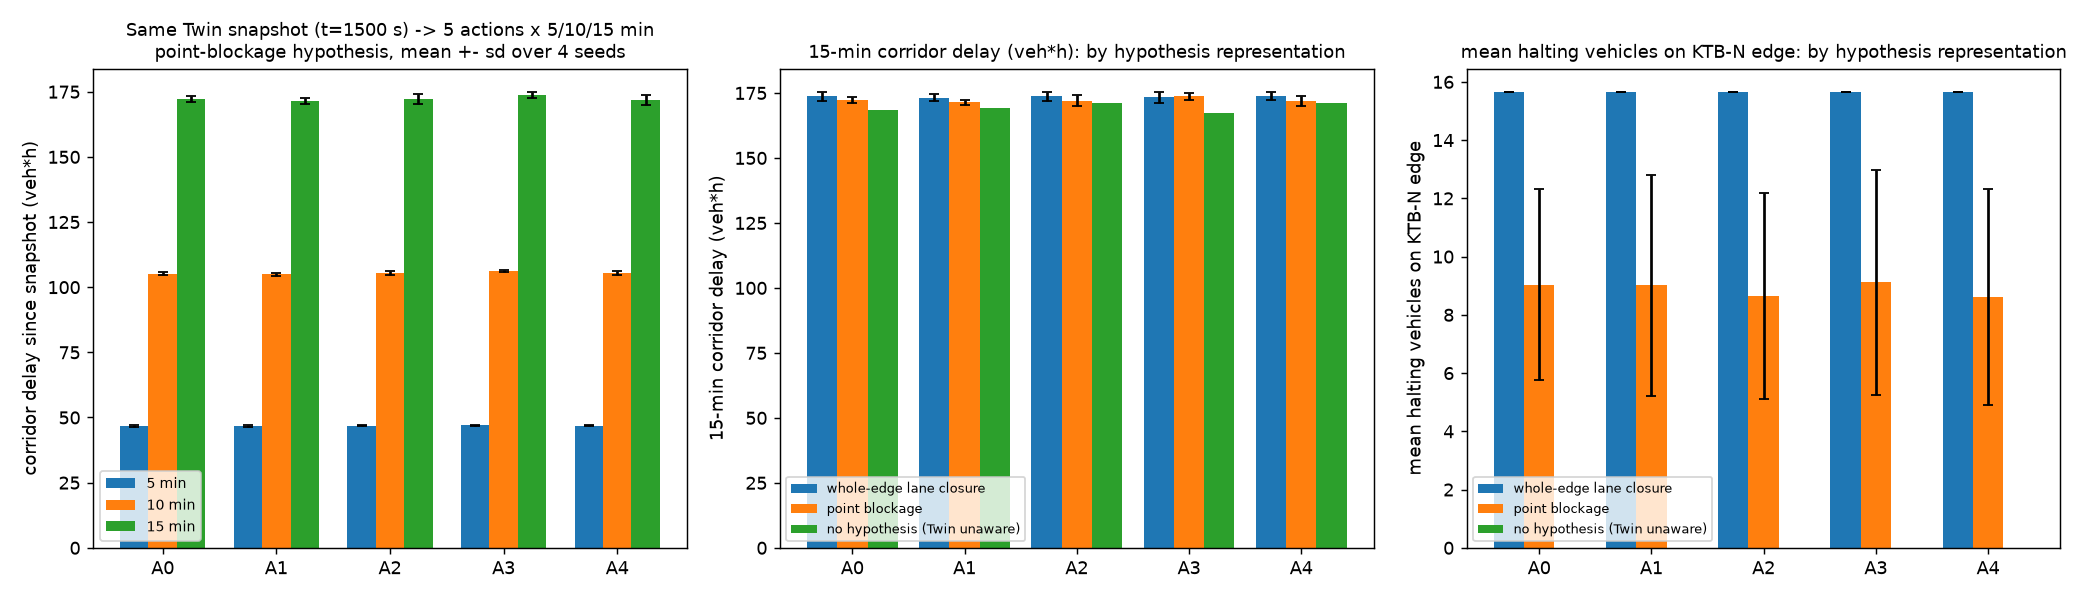 Same Twin snapshot (t=1500 s) -> 5 actions x 5/10/15 min
point-blockage hypothesis, mean +- sd over 4 seeds
corridor delay since snapshot (veh*h)
175
150
125
100
75
50
25
0
5 min
10 min
15 min
A0 A1 A2 A3 A4
15-min corridor delay (veh*h): by hypothesis representation
15-min corridor delay (veh*h)
175
150
125
100
75
50
25
0
whole-edge lane closure
point blockage
no hypothesis (Twin unaware)
A0 A1 A2 A3 A4
mean halting vehicles on KTB-N edge: by hypothesis representation
mean halting vehicles on KTB-N edge
16
14
12
10
8
6
4
2
0
whole-edge lane closure
point blockage
no hypothesis (Twin unaware)
A0 A1 A2 A3 A4